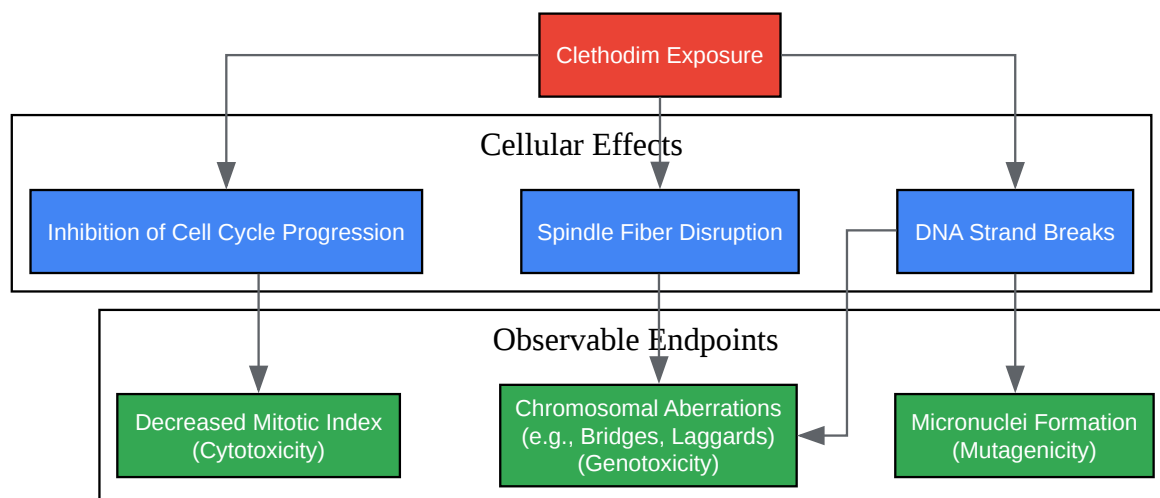 Clethodim Exposure
Cellular Effects
Inhibition of Cell Cycle Progression
Spindle Fiber Disruption
DNA Strand Breaks
Observable Endpoints
Decreased Mitotic Index
(Cytotoxicity)
Chromosomal Aberrations
(e.g., Bridges, Laggards)
(Genotoxicity)
Micronuclei Formation
(Mutagenicity)